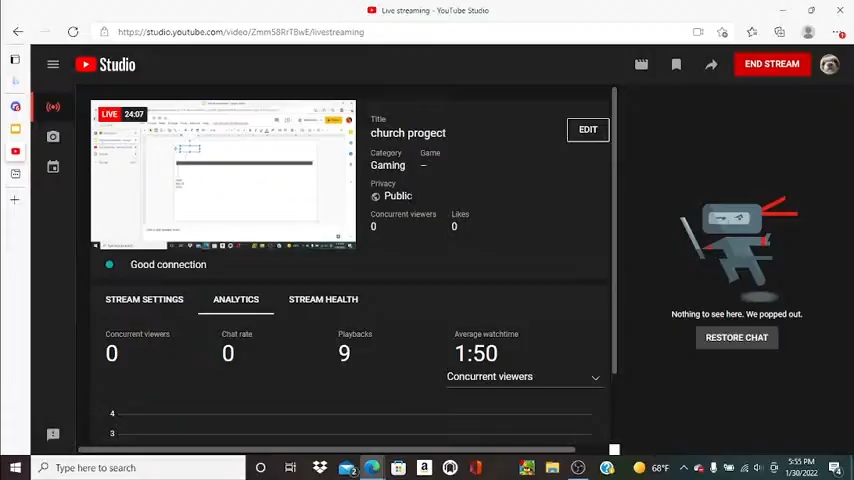 Live streaming - YouTube Studio
https://studio.youtube.com/video/Zmm58RrTBwE/livestreaming
Studio
END STREAM
LIVE 24:07
Title
church progect
EDIT
Category Game
Gaming –
Privacy
Public
Concurrent viewers Likes
0 0
Good connection
Nothing to see here. We popped out.
RESTORE CHAT
STREAM SETTINGS ANALYTICS STREAM HEALTH
Concurrent viewers Chat rate Playbacks Average watchtime
0 0 9 1:50
Concurrent viewers
4
3
Type here to search
2
68°F
5:55 PM
1/30/2022
4